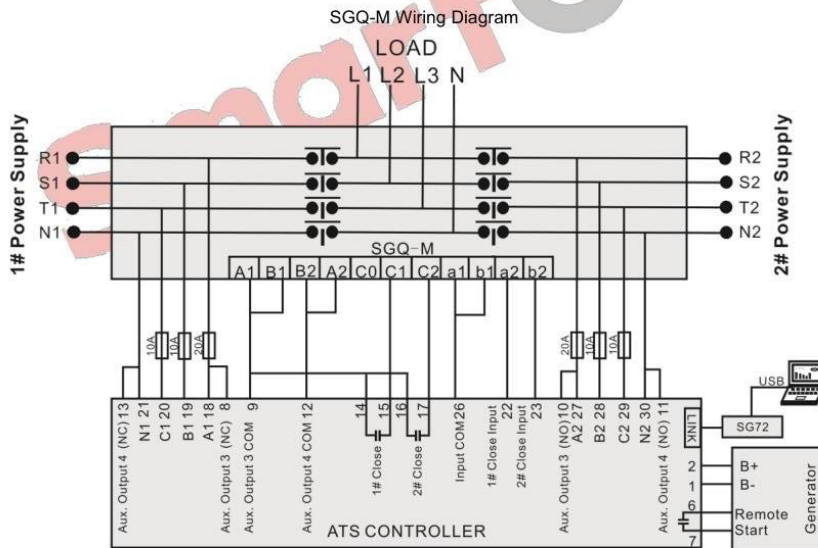 SGQ-M Wiring Diagram
smart
LOAD
L1 L2 L3 N
1# Power Supply
R1
S1
T1
N1
R2
S2
T2
N2
2# Power Supply
SGQ-M
A1 B1 B2 A2 C0 C1 C2 a1 b1 a2 b2
10A
10A
20A
20A
10A
10A
USB
SG72
LINK
Aux. Output 4 (NC) 13
N1 21
C1 20
B1 19
A1 18
Aux. Output 3 (NC) 8
Aux. Output 3 COM 9
Aux. Output 4 COM 12
14
1# Close 15
16
2# Close 17
Input COM 26
1# Close Input 22
2# Close Input 23
Aux. Output 3 (NO) 10
A2 27
B2 28
C2 29
N2 30
Aux. Output 4 (NO) 11
2
1
6
7
B+
B-
Remote
Start
Generator
ATS CONTROLLER